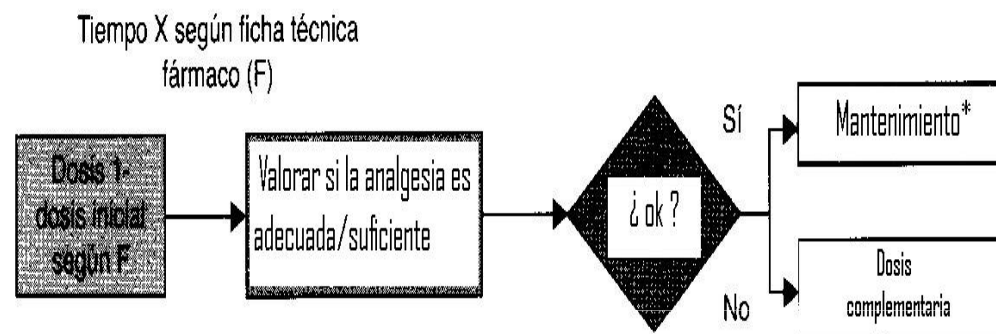 Tiempo X según ficha técnica
fármaco (F)
Dosis 1-
dosis inicial
según F
Valorar si la analgesia es
adecuada/suficiente
¿ ok ?
Sí
No
Mantenimiento*
Dosis
complementaria